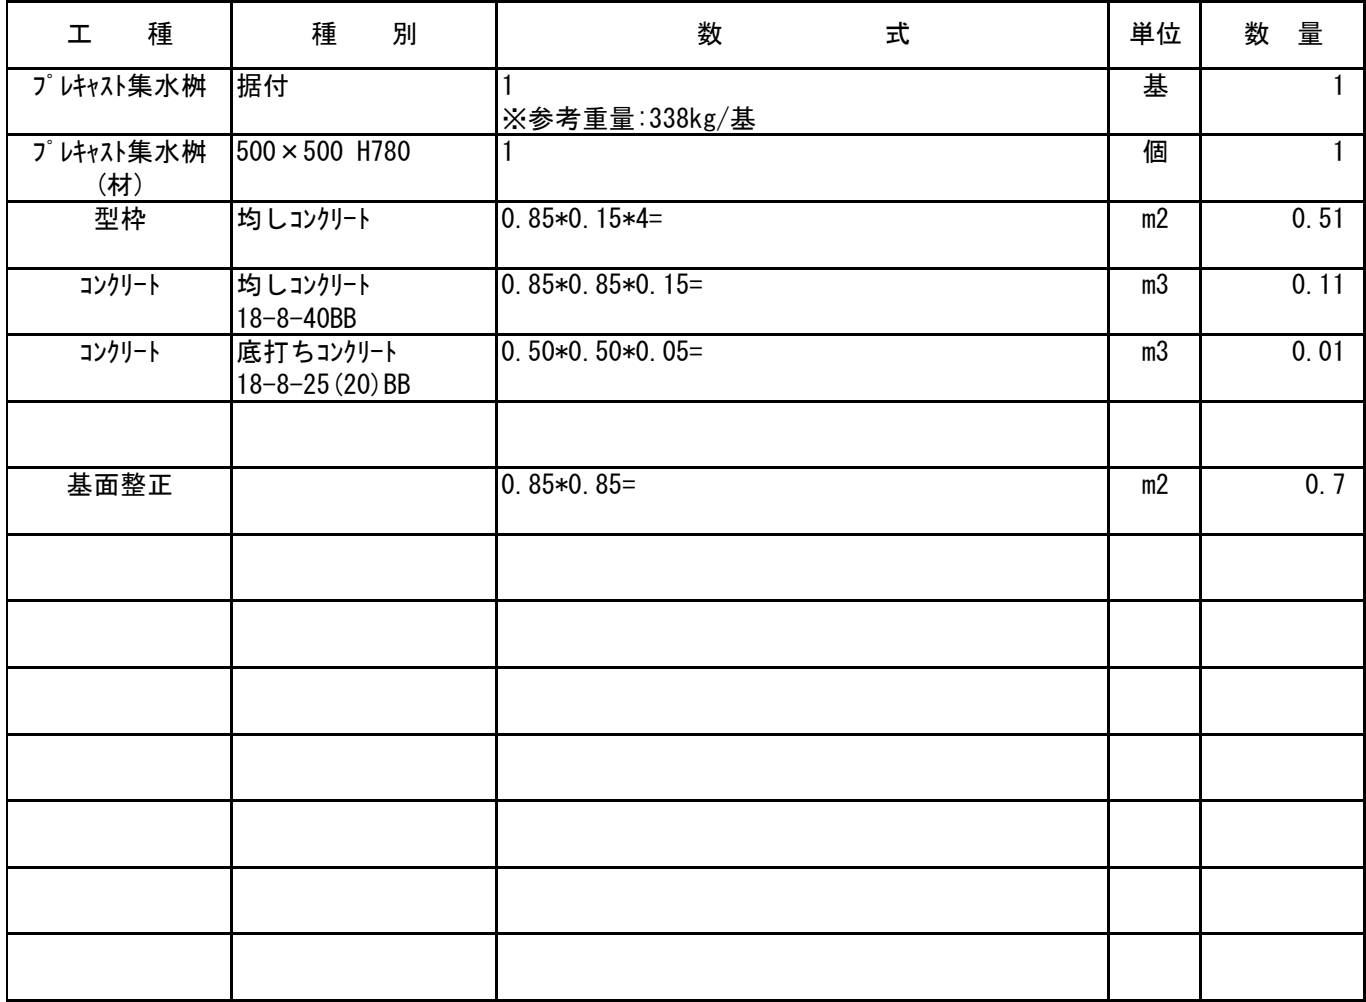 工　種　種　別　数　式　単位　数　量
ﾌﾟﾚｷｬｽﾄ集水桝　据付　1　基　1
※参考重量:338kg/基
ﾌﾟﾚｷｬｽﾄ集水桝　500×500 H780　1　個　1
(材)
型枠　均しｺﾝｸﾘｰﾄ　0.85*0.15*4=　m2　0.51
ｺﾝｸﾘｰﾄ　均しｺﾝｸﾘｰﾄ　0.85*0.85*0.15=　m3　0.11
18-8-40BB
ｺﾝｸﾘｰﾄ　底打ちｺﾝｸﾘｰﾄ　0.50*0.50*0.05=　m3　0.01
18-8-25(20)BB
基面整正　0.85*0.85=　m2　0.7